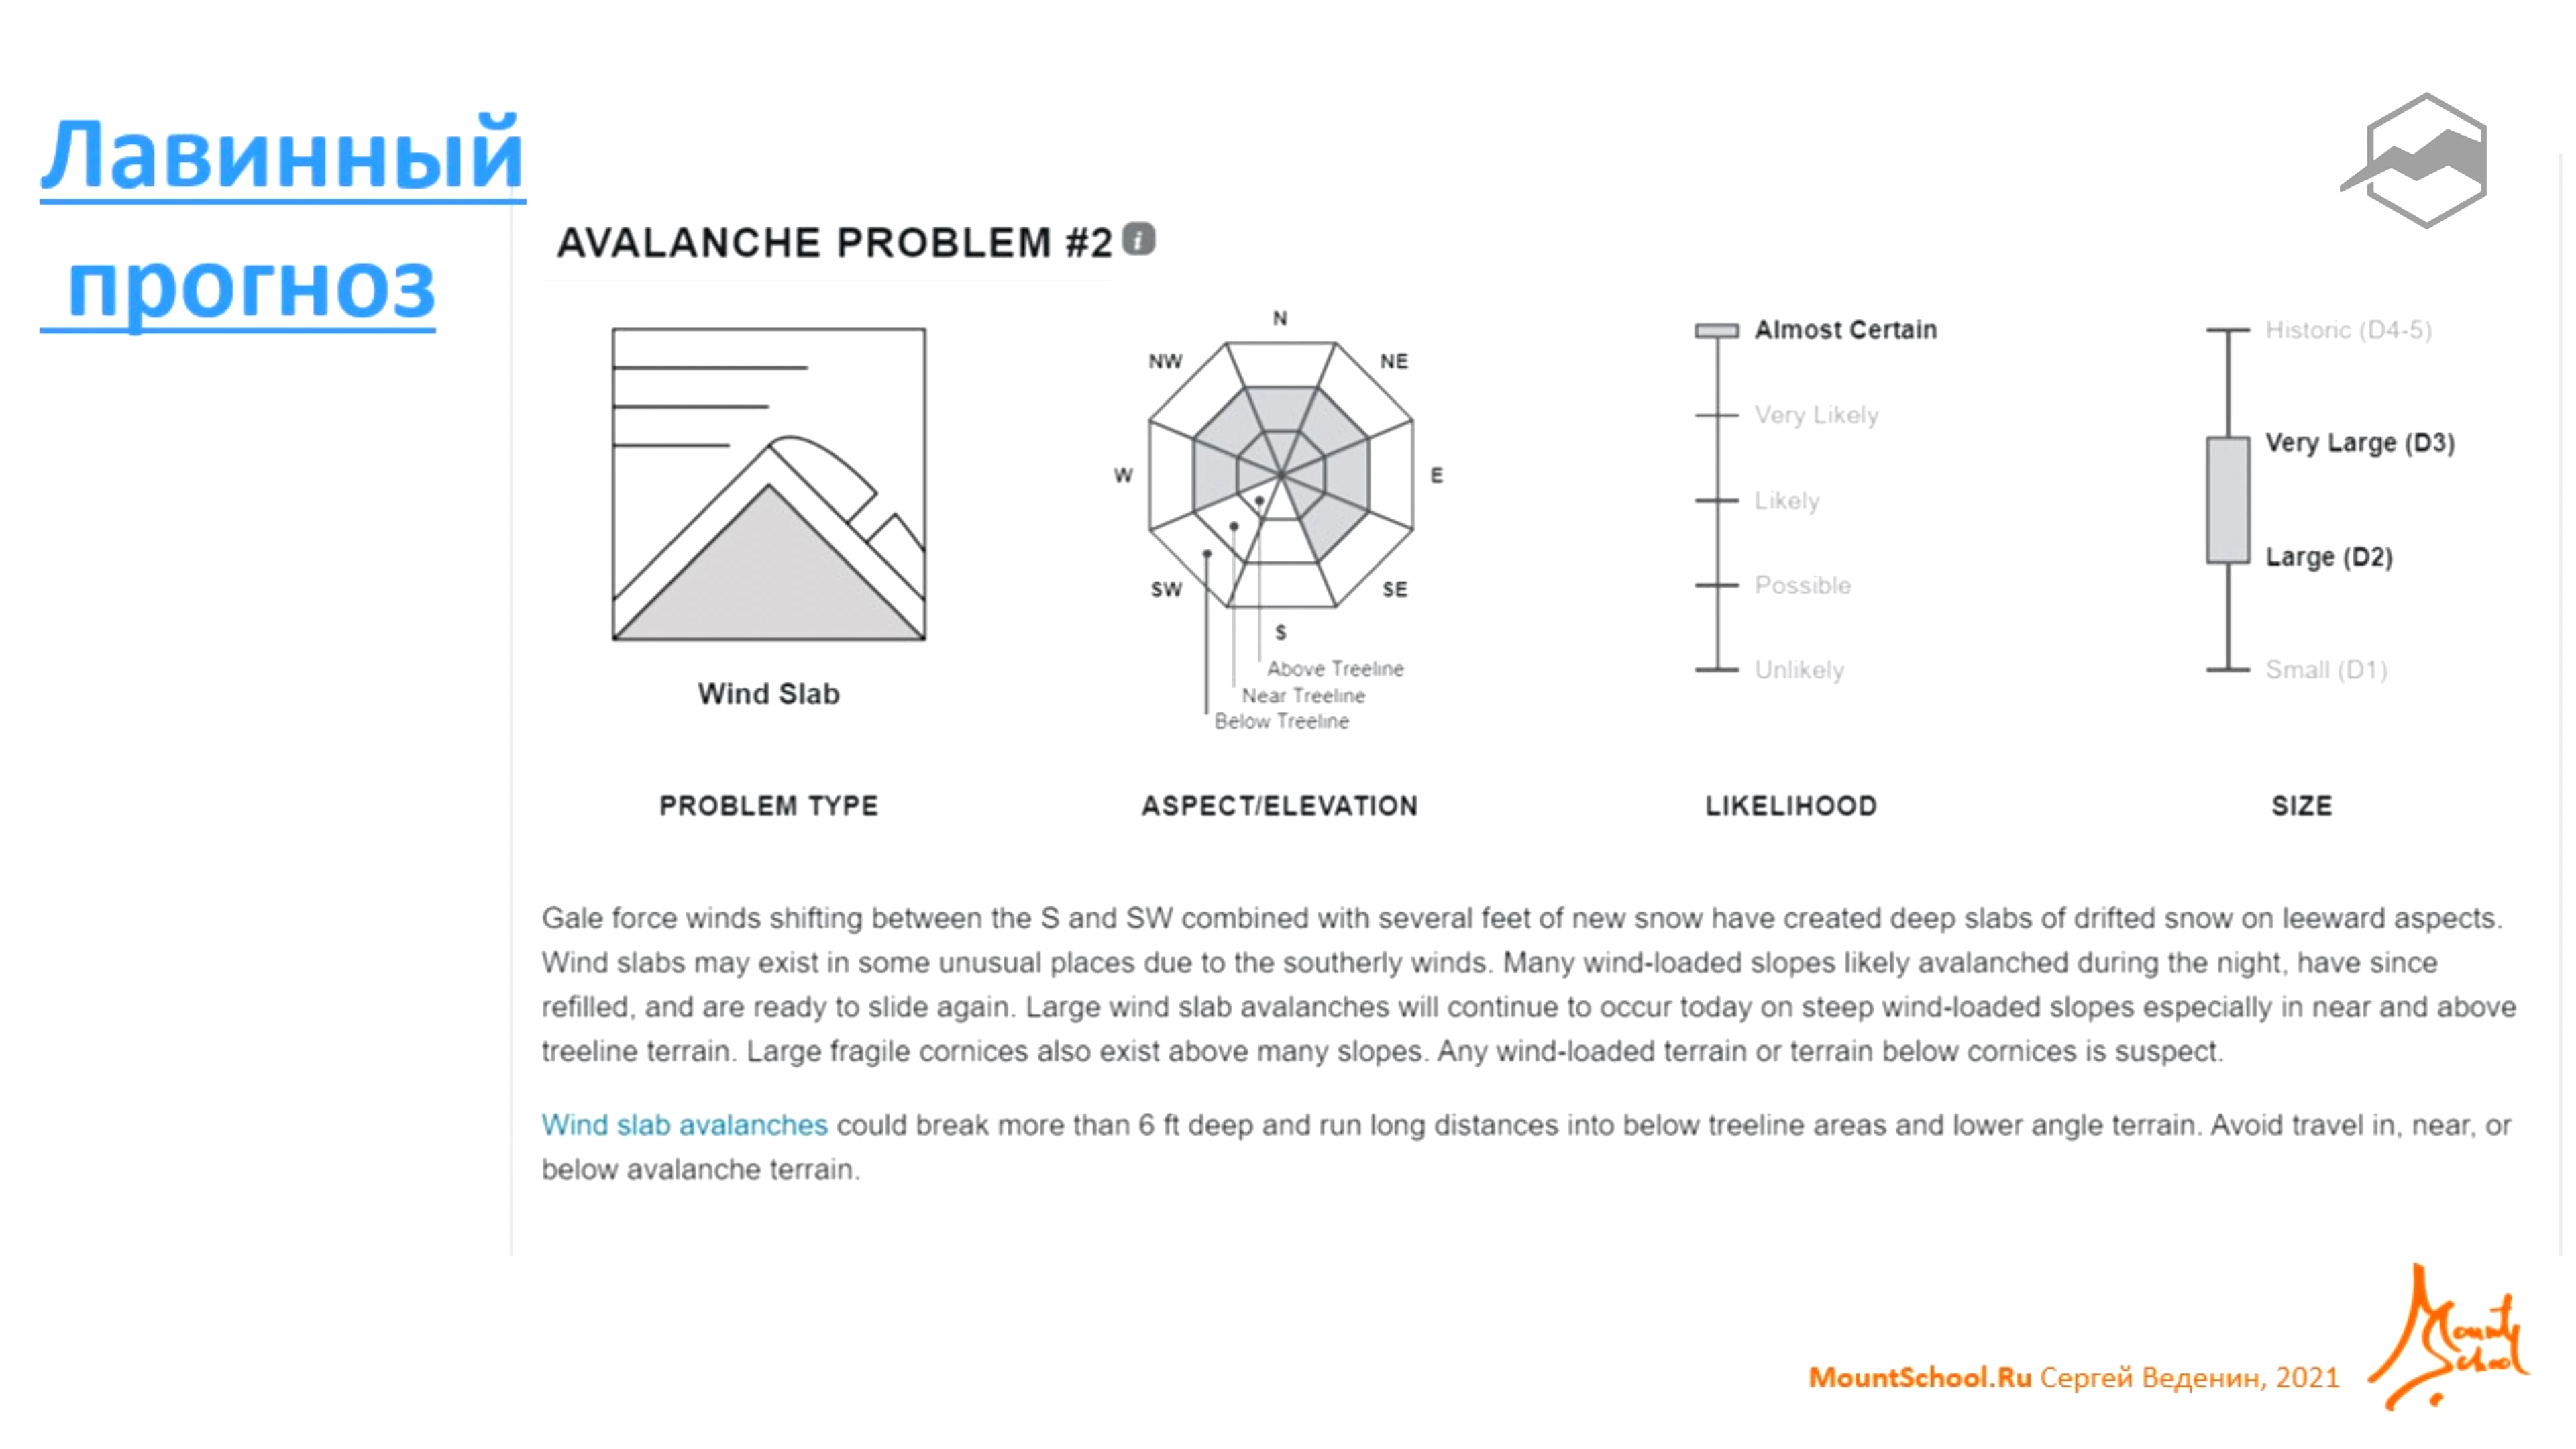 Лавинный
прогноз
AVALANCHE PROBLEM #2 i
N
NW
NE
W
E
SW
SE
S
Above Treeline
Near Treeline
Below Treeline
Almost Certain
Very Likely
Likely
Possible
Unlikely
Historic (D4-5)
Very Large (D3)
Large (D2)
Small (D1)
Wind Slab
PROBLEM TYPE
ASPECT/ELEVATION
LIKELIHOOD
SIZE
Gale force winds shifting between the S and SW combined with several feet of new snow have created deep slabs of drifted snow on leeward aspects.
Wind slabs may exist in some unusual places due to the southerly winds. Many wind-loaded slopes likely avalanched during the night, have since
refilled, and are ready to slide again. Large wind slab avalanches will continue to occur today on steep wind-loaded slopes especially in near and above
treeline terrain. Large fragile cornices also exist above many slopes. Any wind-loaded terrain or terrain below cornices is suspect.
Wind slab avalanches could break more than 6 ft deep and run long distances into below treeline areas and lower angle terrain. Avoid travel in, near, or
below avalanche terrain.
Mount
School
MountSchool.Ru Сергей Веденин, 2021